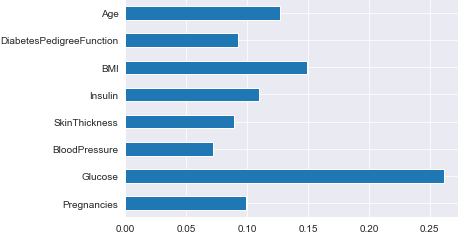 Age
DiabetesPedigreeFunction
BMI
Insulin
SkinThickness
BloodPressure
Glucose
Pregnancies
0.00 0.05 0.10 0.15 0.20 0.25